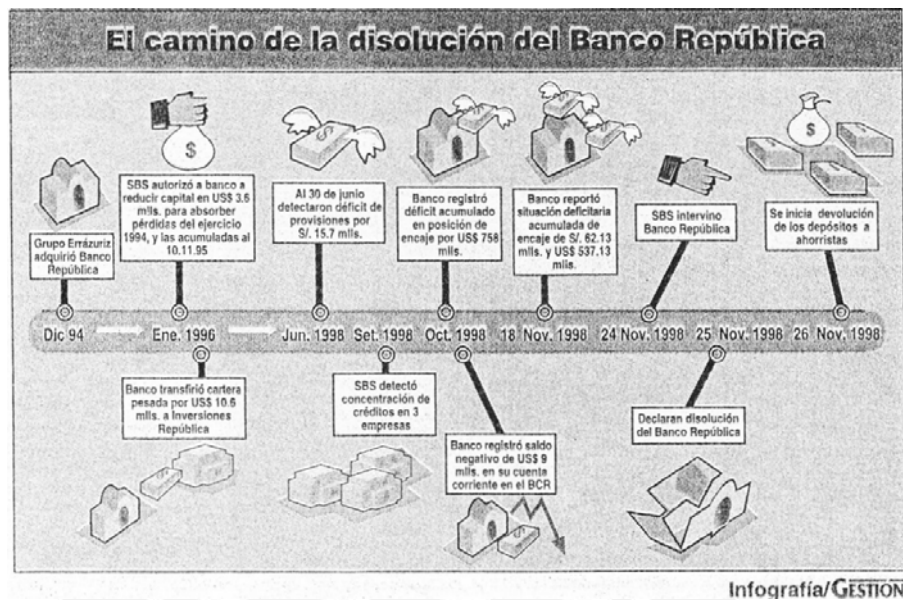 El camino de la disolución del Banco República
Grupo Errázuriz
adquirió Banco
República
SBS autorizó a banco a
reducir capital en US$ 3.6
mlls. para absorber
pérdidas del ejercicio
1994, y las acumuladas al
10.11.95
Al 30 de junio
detectaron déficit de
provisiones por
S/. 15.7 mlls.
Banco registró
déficit acumulado
en posición de
encaje por US$ 758
mlls.
Banco reportó
situación deficitaria
acumulada de
encaje de S/. 62.13
mlls. y US$ 537.13
mlls.
SBS intervino
Banco República
Se inicia devolución
de los depósitos a
ahorristas
Dic 94
Ene. 1996
Jun. 1998
Set. 1998
Oct. 1998
18 Nov. 1998
24 Nov. 1998
25 Nov. 1998
26 Nov. 1998
Banco transfirió cartera
pesada por US$ 10.6
mlls. a Inversiones
República
SBS detectó
concentración de
créditos en 3
empresas
Banco registró saldo
negativo de US$ 9
mlls. en su cuenta
corriente en el BCR
Declaran disolución
del Banco República
Infografía/GESTION